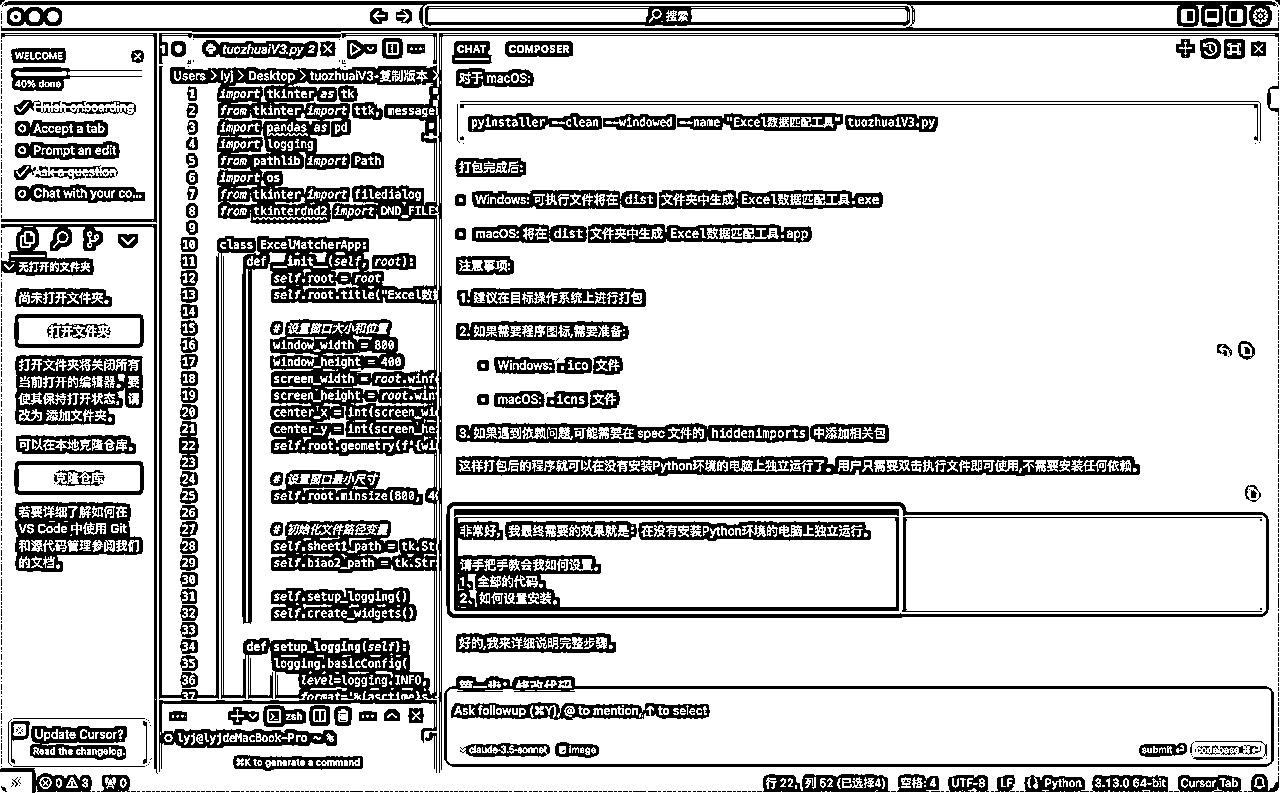 搜索
WELCOME
40% done
Finish onboarding
Accept a tab
Prompt an edit
Ask a question
Chat with your co...
无打开的文件夹
尚未打开文件夹。
打开文件夹
打开文件夹将关闭所有
当前打开的编辑器。要
使其保持打开状态，请
改为 添加文件夹。
可以在本地克隆仓库。
克隆仓库
若要详细了解如何在
VS Code 中使用 Git
和源代码管理参阅我们
的文档。
Update Cursor?
Read the changelog.
tuozhuaiV3.py 2
Users > lyj > Desktop > tuozhuaiV3-复制版本 >
1 import tkinter as tk
2 from tkinter import ttk, message
3 import pandas as pd
4 import logging
5 from pathlib import Path
6 import os
7 from tkinter import filedialog
8 from tkinterdnd2 import DND_FILES
9
10 class ExcelMatcherApp:
11 def __init__(self, root):
12 self.root = root
13 self.root.title("Excel数据
14
15 # 设置窗口大小和位置
16 window_width = 800
17 window_height = 400
18 screen_width = root.winfo
19 screen_height = root.winf
20 center_x = int(screen_wid
21 center_y = int(screen_hei
22 self.root.geometry(f'{wi
23
24 # 设置窗口最小尺寸
25 self.root.minsize(800, 40
26
27 # 初始化文件路径变量
28 self.sheet1_path = tk.Str
29 self.biao2_path = tk.Stri
30
31 self.setup_logging()
32 self.create_widgets()
33
34 def setup_logging(self):
35 logging.basicConfig(
36 level=logging.INFO,
37 format='%(asctime)s
zsh
lyj@lyjdeMacBook-Pro ~ %
⌘K to generate a command
CHAT COMPOSER
对于 macOS:
pyinstaller --clean --windowed --name "Excel数据匹配工具" tuozhuaiV3.py
打包完成后:
Windows: 可执行文件将在 dist 文件夹中生成 Excel数据匹配工具.exe
macOS: 将在 dist 文件夹中生成 Excel数据匹配工具.app
注意事项:
1. 建议在目标操作系统上进行打包
2. 如果需要程序图标,需要准备:
Windows: .ico 文件
macOS: .icns 文件
3. 如果遇到依赖问题,可能需要在 spec 文件的 hiddenimports 中添加相关包
这样打包后的程序就可以在没有安装Python环境的电脑上独立运行了。用户只需要双击执行文件即可使用,不需要安装任何依赖。
非常好，我最终需要的效果就是：在没有安装Python环境的电脑上独立运行。
请手把手教会我如何设置。
1、全部的代码。
2、如何设置安装。
好的,我来详细说明完整步骤。
第一步：修改代码
Ask followup (⌘Y), @ to mention, ↑ to select
claude-3.5-sonnet image
submit ⏎ codebase ⌘⏎
0 3 0
行 22, 列 52 (已选择4) 空格: 4 UTF-8 LF Python 3.13.0 64-bit Cursor Tab